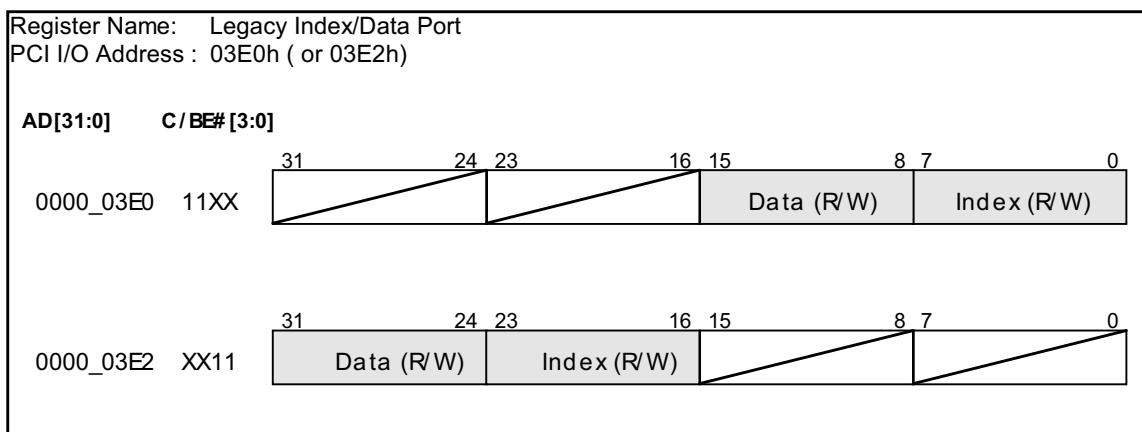 Register Name: Legacy Index/Data Port
PCI I/O Address : 03E0h ( or 03E2h)
AD[31:0] C/BE#[3:0]
31 24 23 16 15 8 7 0
0000_03E0 11XX Data (R/W) Index (R/W)
31 24 23 16 15 8 7 0
0000_03E2 XX11 Data (R/W) Index (R/W)